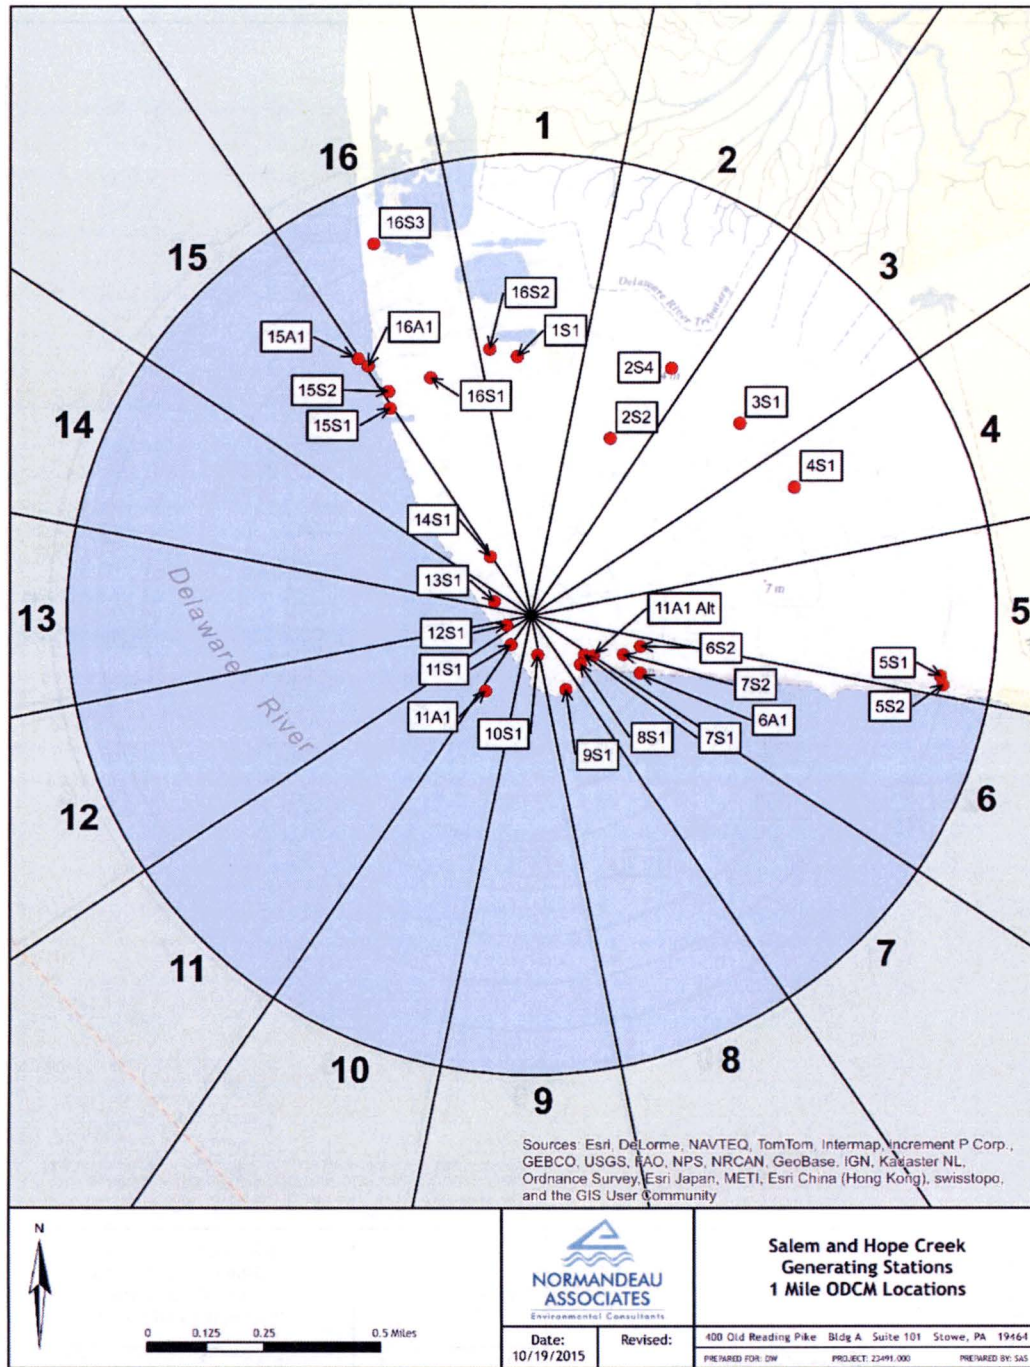 1
2
16
3
15
16S3
16S2
Delaware River Tributary
1S1
15A1
16A1
2S4
4 m
15S2
16S1
3S1
15S1
2S2
14
4
4S1
14S1
13S1
7 m
11A1 Alt
13
5
Delaware River
12S1
6S2
5S1
11S1
7S2
5S2
11A1
6A1
10S1
8S1
7S1
9S1
6
12
7
11
10
8
9
Sources: Esri, DeLorme, NAVTEQ, TomTom, Intermap, increment P Corp.,
GEBCO, USGS, FAO, NPS, NRCAN, GeoBase, IGN, Kadaster NL,
Ordnance Survey, Esri Japan, METI, Esri China (Hong Kong), swisstopo,
and the GIS User Community
N
0 0.125 0.25 0.5 Miles
NORMANDEAU
ASSOCIATES
Environmental Consultants
Date:
10/19/2015
Revised:
Salem and Hope Creek
Generating Stations
1 Mile ODCM Locations
400 Old Reading Pike Bldg A Suite 101 Stowe, PA 19464
PREPARED FOR: DW PROJECT: 23491.000 PREPARED BY: SAS